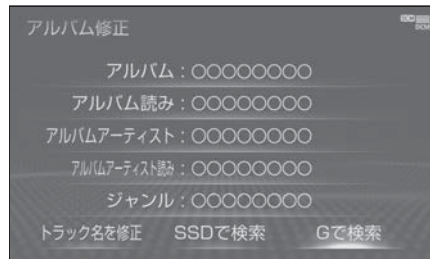 アルバム修正
DCM
アルバム：○○○○○○○○
アルバム読み：○○○○○○○○
アルバムアーティスト：○○○○○○○○
アルバムアーティスト読み：○○○○○○○○
ジャンル：○○○○○○○○
トラック名を修正 SSDで検索 Gで検索